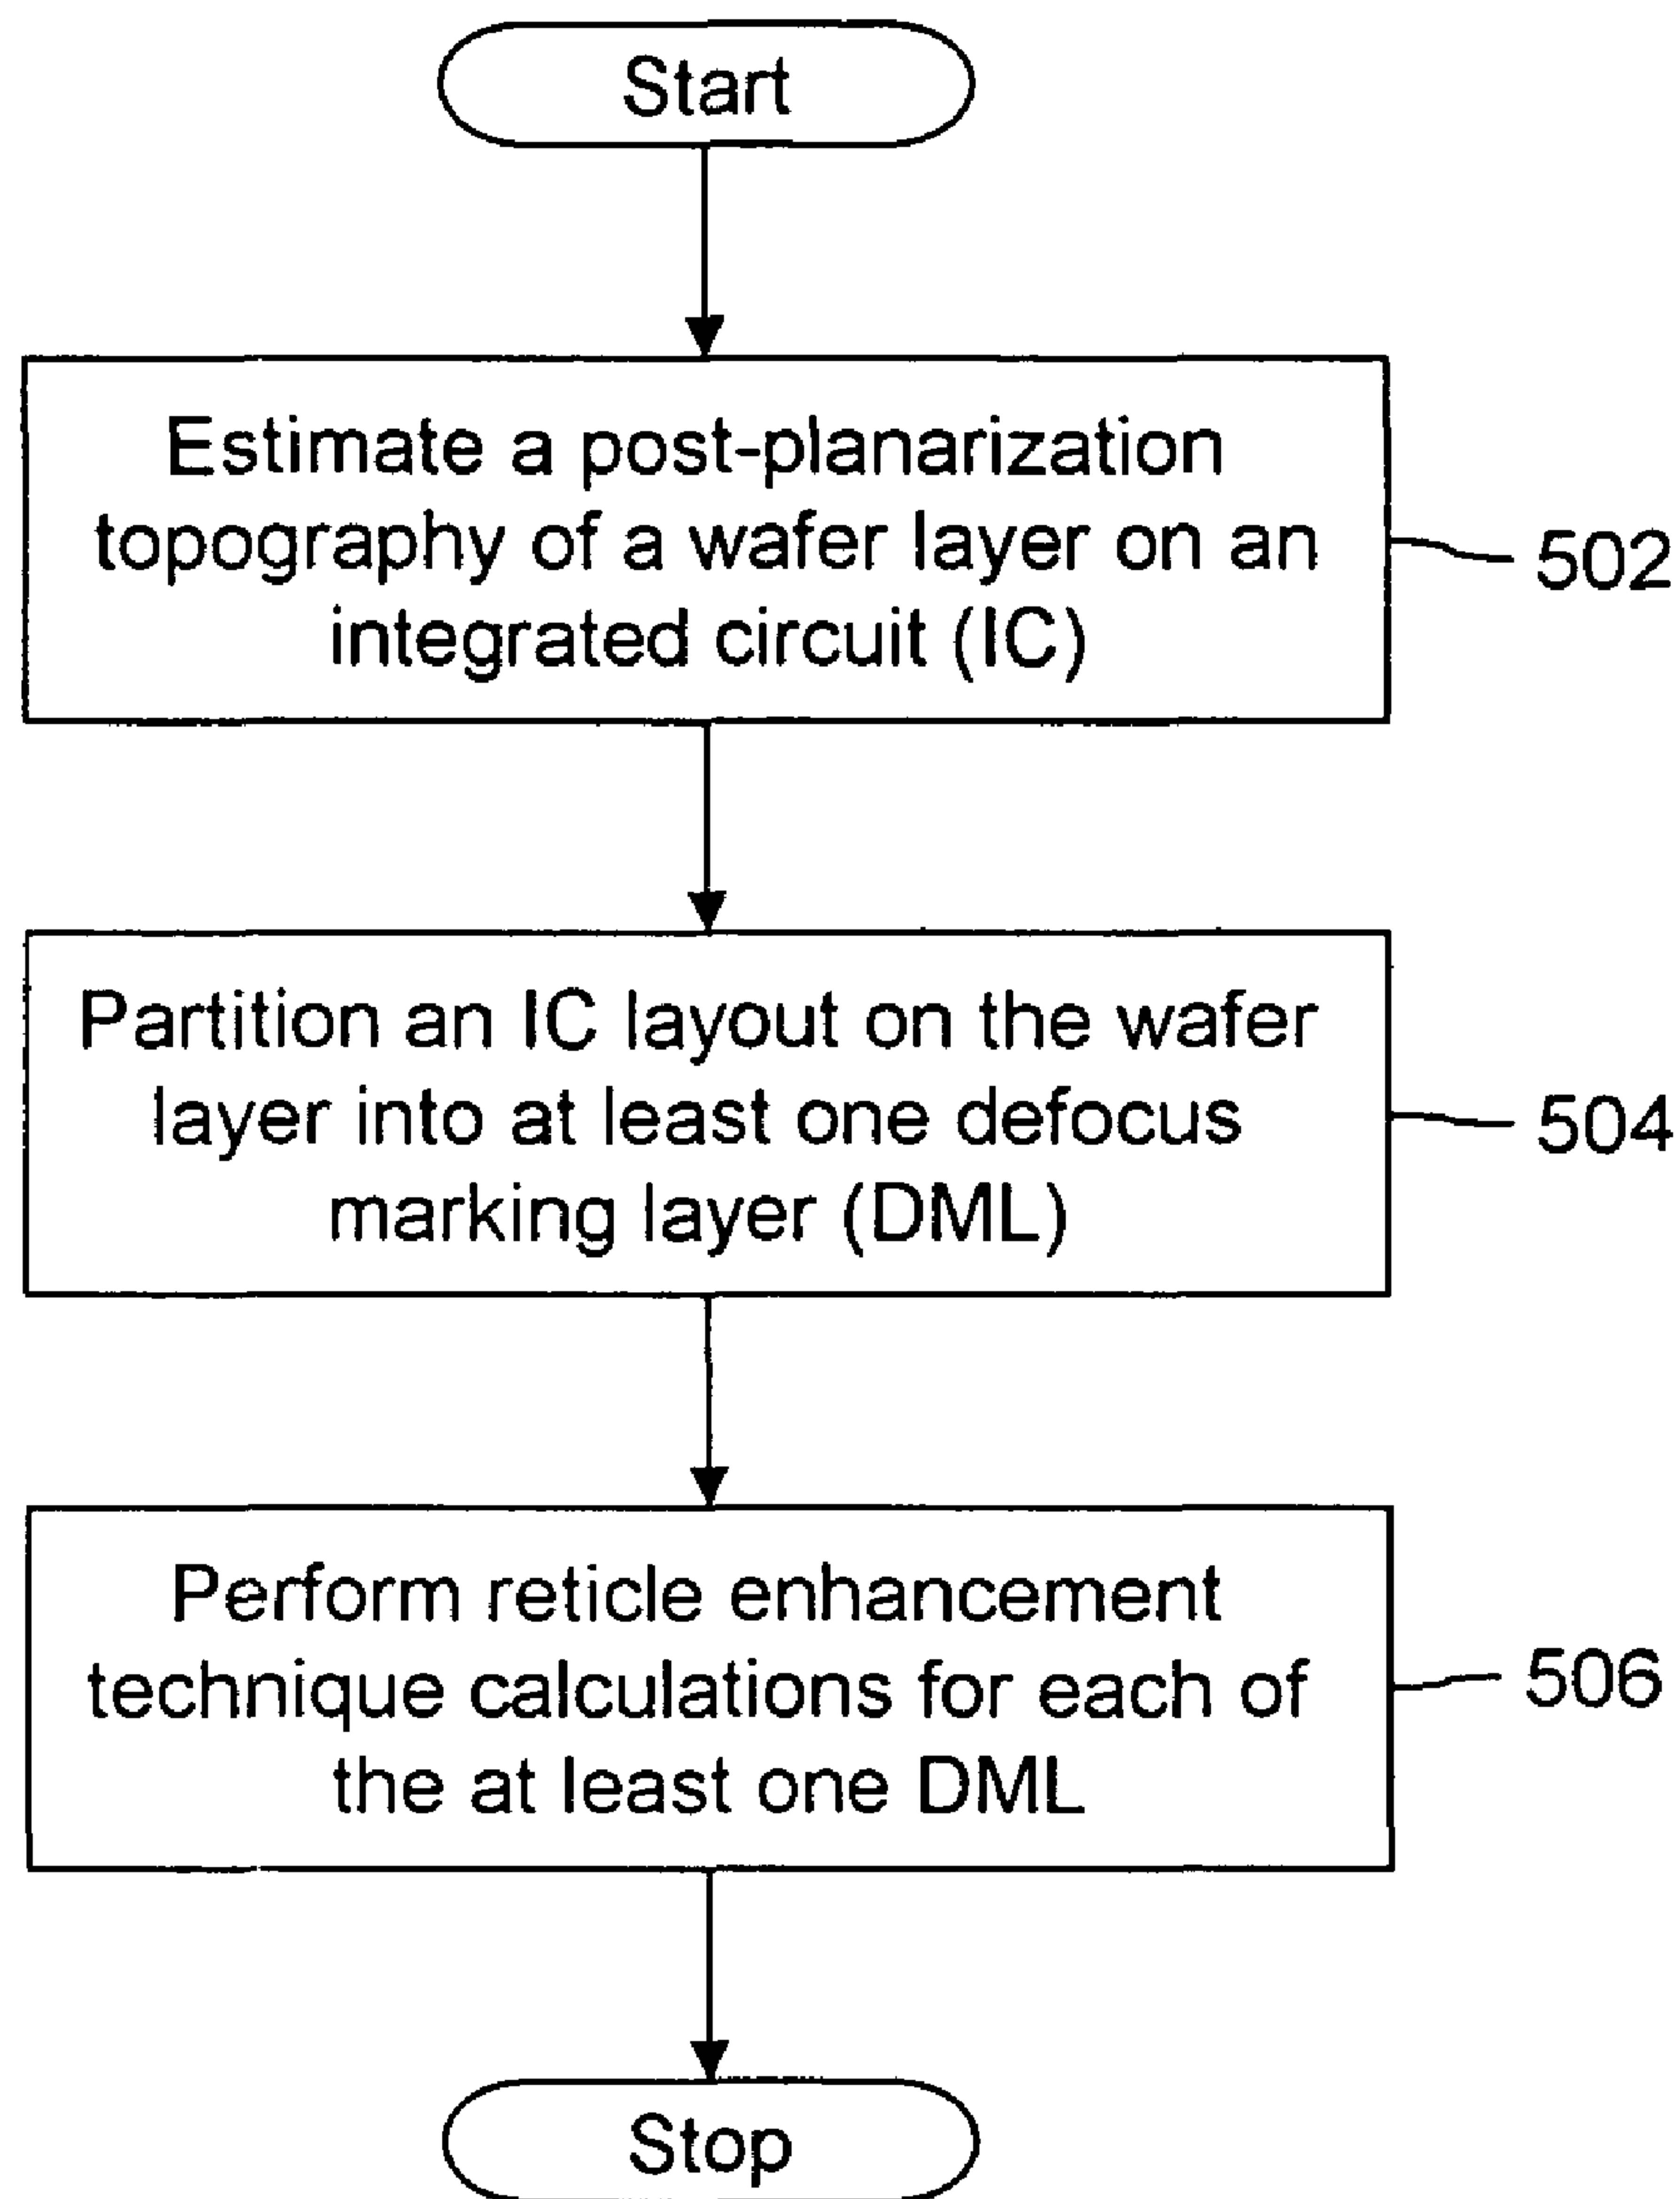 Start
Estimate a post-planarization
topography of a wafer layer on an
integrated circuit (IC)
502
Partition an IC layout on the wafer
layer into at least one defocus
marking layer (DML)
504
Perform reticle enhancement
technique calculations for each of
the at least one DML
506
Stop